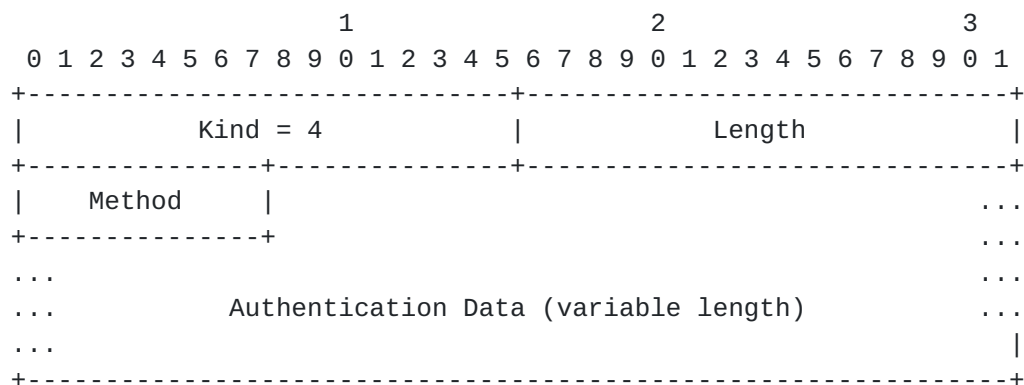 1                   2                   3
 0 1 2 3 4 5 6 7 8 9 0 1 2 3 4 5 6 7 8 9 0 1 2 3 4 5 6 7 8 9 0 1
+-------------------------------+-------------------------------+
|           Kind = 4            |            Length             |
+---------------+---------------+-------------------------------+
|    Method     |                                             ...
+---------------+                                             ...
...                                                           ...
...           Authentication Data (variable length)           ...
...                                                             |
+---------------------------------------------------------------+